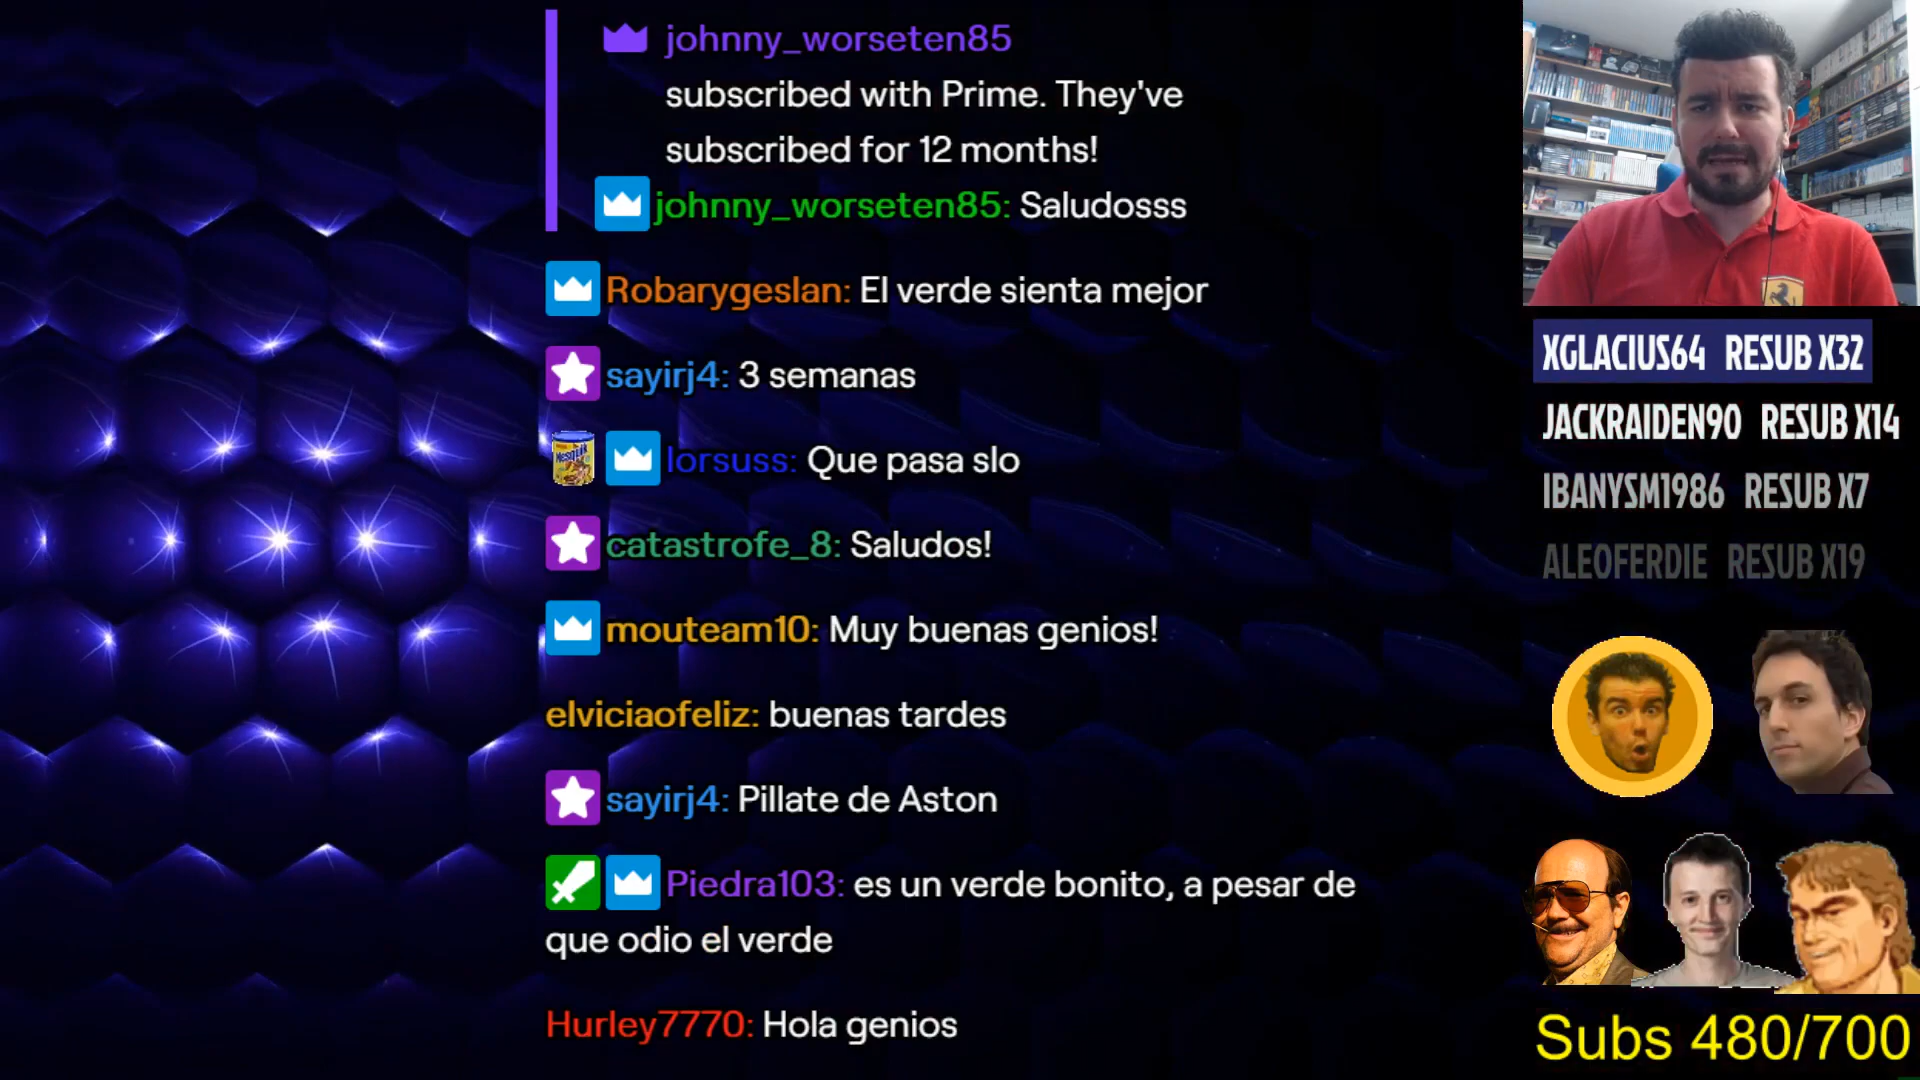 johnny_worseten85
subscribed with Prime. They've
subscribed for 12 months!
johnny_worseten85: Saludosss
Robarygeslan: El verde sienta mejor
sayirj4: 3 semanas
Nesquik
lorsuss: Que pasa slo
catastrofe_8: Saludos!
mouteam10: Muy buenas genios!
elviciaofeliz: buenas tardes
sayirj4: Pillate de Aston
Piedra103: es un verde bonito, a pesar de
que odio el verde
Hurley7770: Hola genios
XGLACIUS64 RESUB X32
JACKRAIDEN90 RESUB X14
IBANYSM1986 RESUB X7
ALEOFERDIE RESUB X19
Subs 480/700